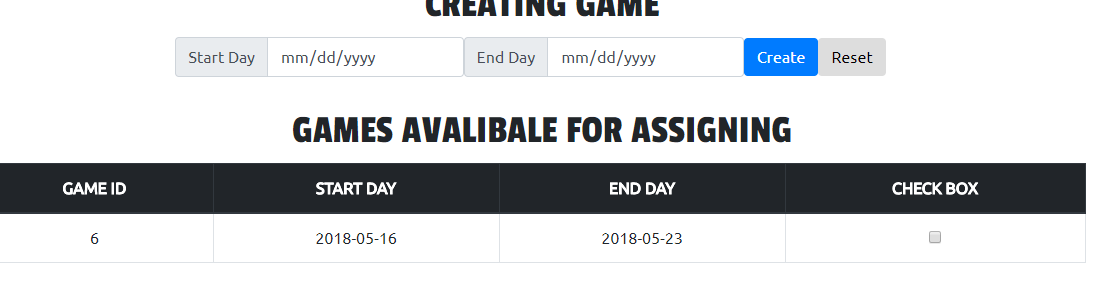 CREATING GAME
Start Day mm/dd/yyyy End Day mm/dd/yyyy Create Reset
GAMES AVALIBALE FOR ASSIGNING
GAME ID START DAY END DAY CHECK BOX
6 2018-05-16 2018-05-23